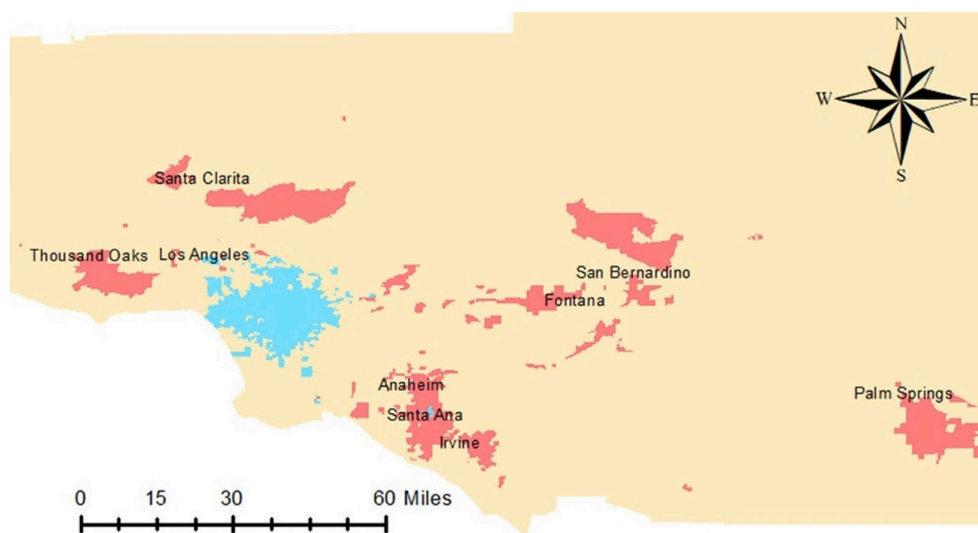 N
W E
S
Santa Clarita
Thousand Oaks Los Angeles
San Bernardino
Fontana
Anaheim
Palm Springs
Santa Ana
Irvine
0 15 30 60 Miles